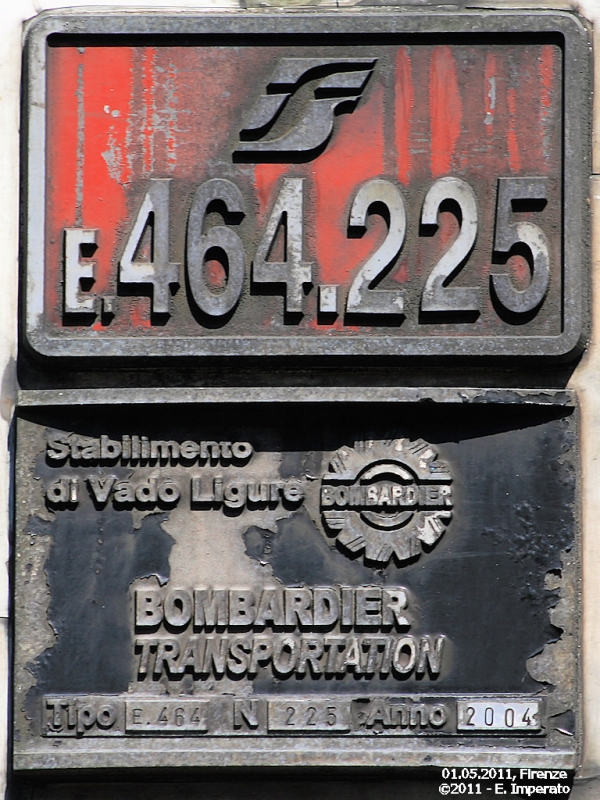 E.464.225
Stabilimento
di Vado Ligure
BOMBARDIER
BOMBARDIER
TRANSPORTATION
Tipo E.464 N 225 Anno 2004
01.05.2011, Firenze
©2011 - E. Imperato